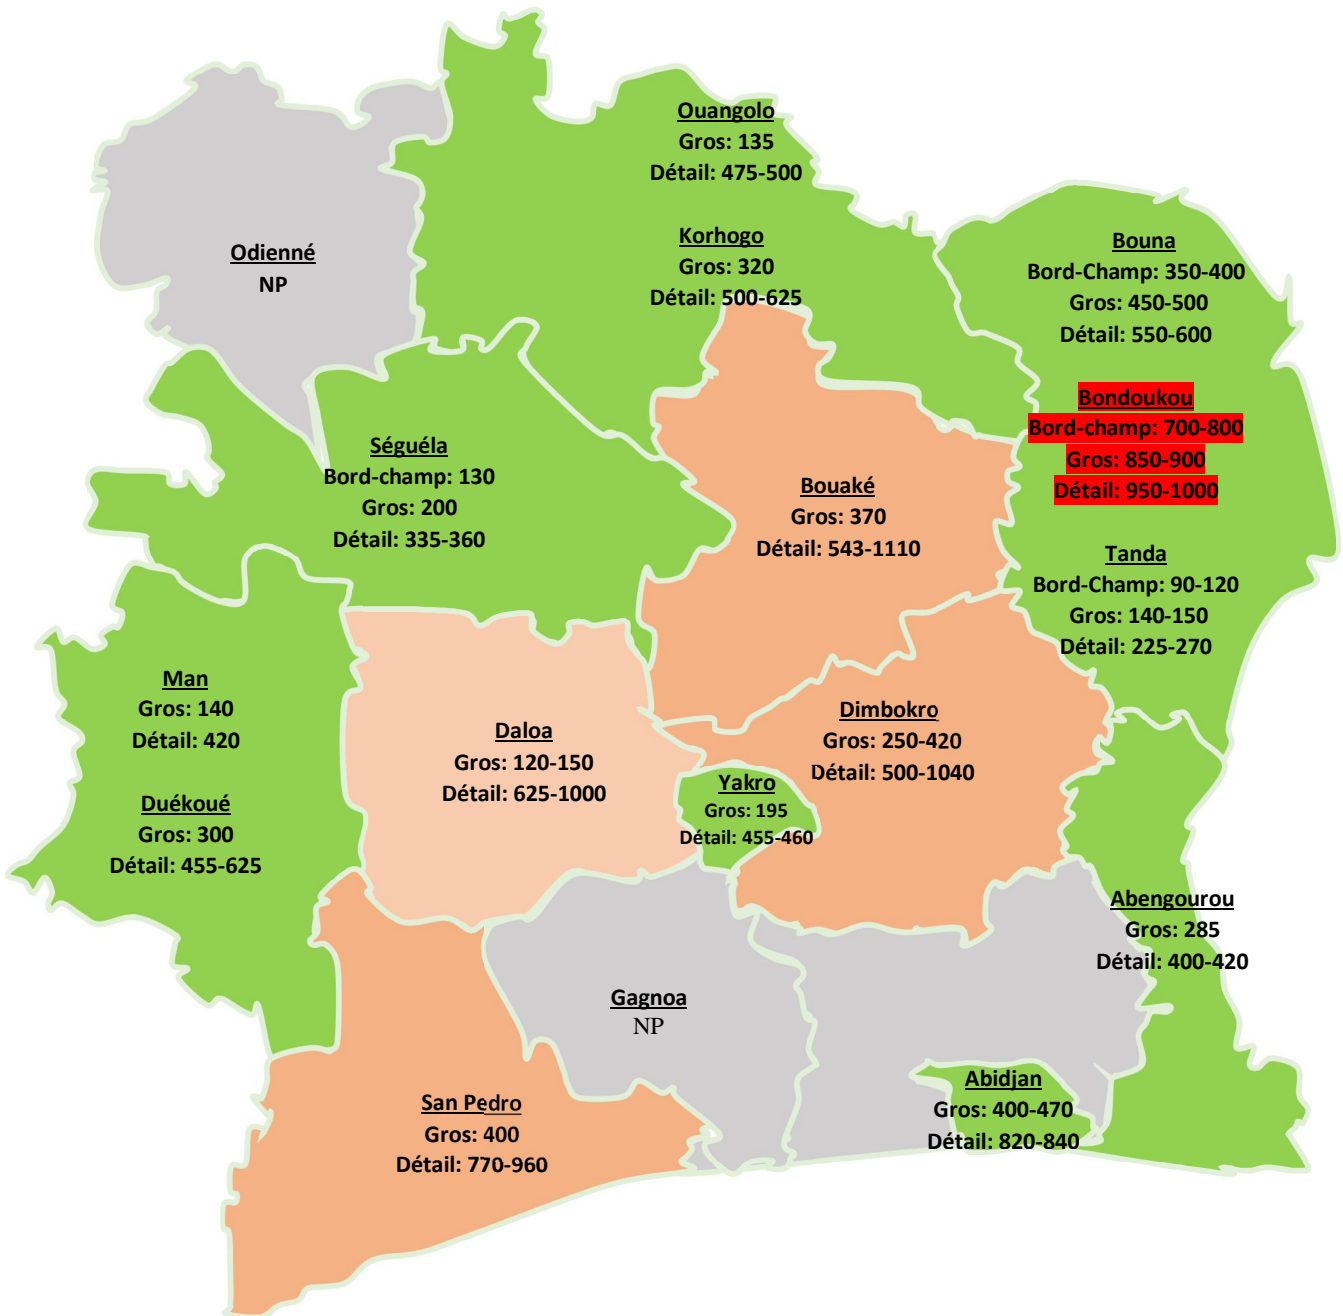 Ouangolo
Gros: 135
Détail: 475-500
Korhogo
Gros: 320
Détail: 500-625
Odienné
NP
Bouna
Bord-Champ: 350-400
Gros: 450-500
Détail: 550-600
Bondoukou
Bord-champ: 700-800
Gros: 850-900
Détail: 950-1000
Séguéla
Bord-champ: 130
Gros: 200
Détail: 335-360
Bouaké
Gros: 370
Détail: 543-1110
Tanda
Bord-Champ: 90-120
Gros: 140-150
Détail: 225-270
Man
Gros: 140
Détail: 420
Duékoué
Gros: 300
Détail: 455-625
Daloa
Gros: 120-150
Détail: 625-1000
Dimbokro
Gros: 250-420
Détail: 500-1040
Yakro
Gros: 195
Détail: 455-460
Abengourou
Gros: 285
Détail: 400-420
Gagnoa
NP
San Pedro
Gros: 400
Détail: 770-960
Abidjan
Gros: 400-470
Détail: 820-840